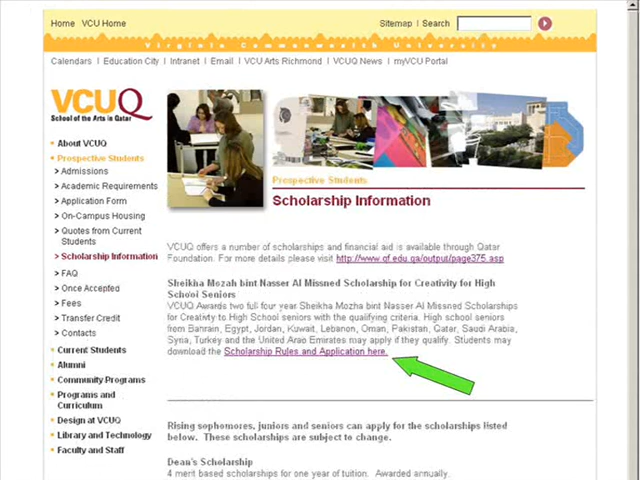 Home VCU Home
Sitemap | Search
Virginia Commonwealth University
Calendars | Education City | Intranet | Email | VCU Arts Richmond | VCUQ News | myVCU Portal
VCUQ
School of the Arts in Qatar
About VCUQ
Prospective Students
> Admissions
> Academic Requirements
> Application Form
> On-Campus Housing
> Quotes from Current
Students
> Scholarship Information
> FAQ
> Once Accepted
> Fees
> Transfer Credit
> Contacts
Current Students
Alumni
Community Programs
Programs and
Curriculum
Design at VCUQ
Library and Technology
Faculty and Staff
Prospective Students
Scholarship Information
VCUQ offers a number of scholarships and financial aid is available through Qatar
Foundation. For more details please visit http://www.qf.edu.qa/output/page375.asp
Sheikha Mozah bint Nasser Al Missned Scholarship for Creativity for High
School Seniors
VCUQ Awards two full four year Sheikha Mozha bint Nasser Al Missned Scholarships
for Creativity to High School seniors with the qualifying criteria. High school seniors
from Bahrain, Egypt, Jordan, Kuwait, Lebanon, Oman, Pakistan, Qatar, Saudi Arabia,
Syria, Turkey and the United Arab Emirates may apply if they qualify. Students may
download the Scholarship Rules and Application here.
Rising sophomores, juniors and seniors can apply for the scholarships listed
below. These scholarships are subject to change.
Dean's Scholarship
4 merit based scholarships for one year of tuition. Awarded annually.